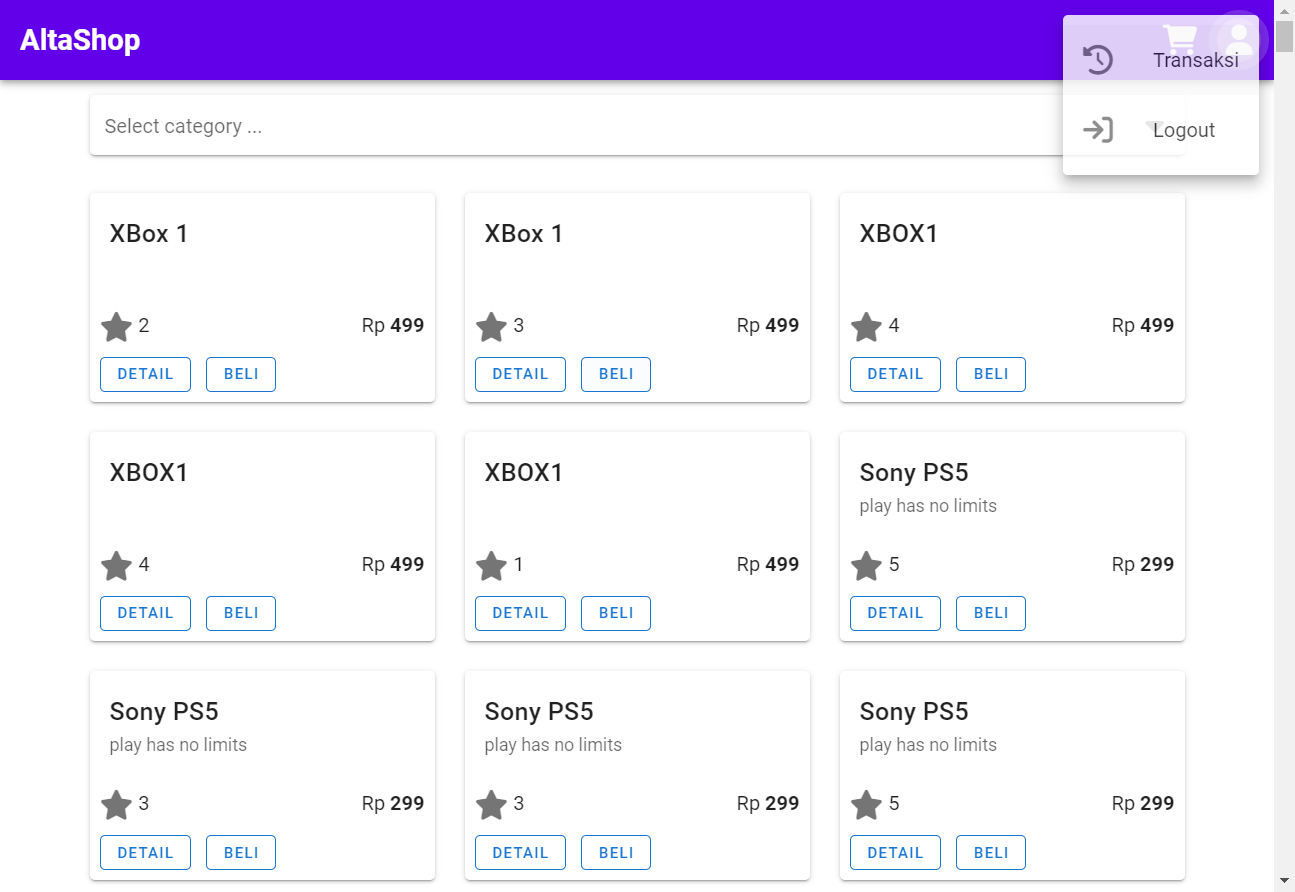 AltaShop
Transaksi
Select category ...
Logout
XBox 1
XBox 1
XBOX1
2
Rp 499
3
Rp 499
4
Rp 499
DETAIL
BELI
DETAIL
BELI
DETAIL
BELI
XBOX1
XBOX1
Sony PS5
play has no limits
4
Rp 499
1
Rp 499
5
Rp 299
DETAIL
BELI
DETAIL
BELI
DETAIL
BELI
Sony PS5
Sony PS5
Sony PS5
play has no limits
play has no limits
play has no limits
3
Rp 299
3
Rp 299
5
Rp 299
DETAIL
BELI
DETAIL
BELI
DETAIL
BELI